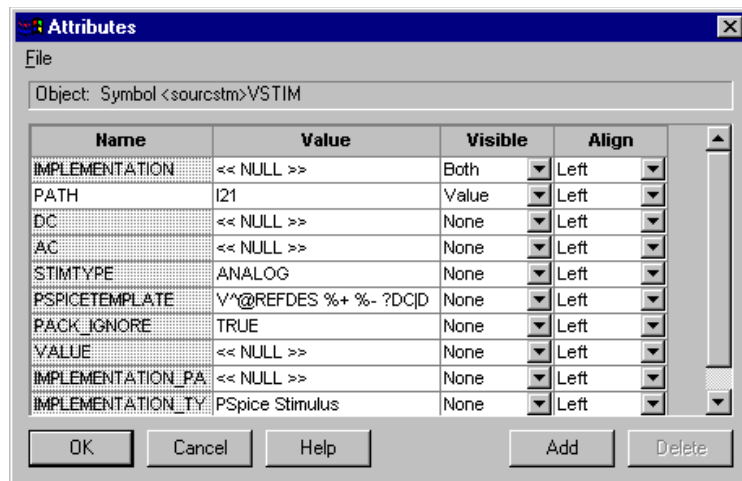 Attributes
File
Object: Symbol <sourcstm>VSTIM
Name Value Visible Align
IMPLEMENTATION << NULL >> Both Left
PATH I21 Value Left
DC << NULL >> None Left
AC << NULL >> None Left
STIMTYPE ANALOG None Left
PSPICETEMPLATE V^@REFDES %+ %- ?DC|D None Left
PACK_IGNORE TRUE None Left
VALUE << NULL >> None Left
IMPLEMENTATION_PA << NULL >> None Left
IMPLEMENTATION_TY PSpice Stimulus None Left
OK Cancel Help Add Delete